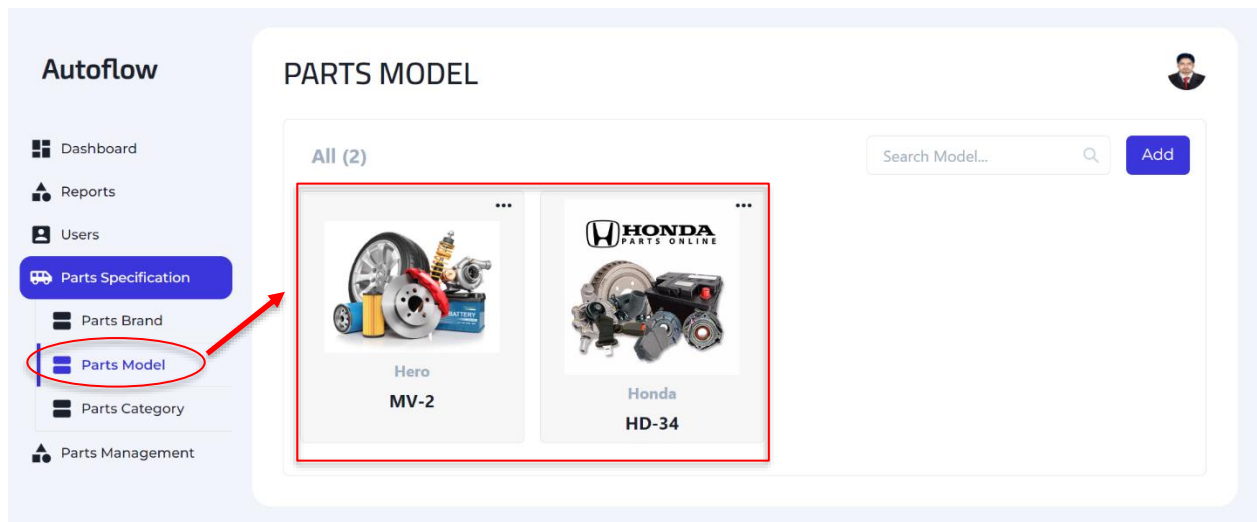 Autoflow
Dashboard
Reports
Users
Parts Specification
Parts Brand
Parts Model
Parts Category
Parts Management
PARTS MODEL
All (2)
Search Model...
Add
BATTERY
Hero
MV-2
HONDA
PARTS ONLINE
Honda
HD-34